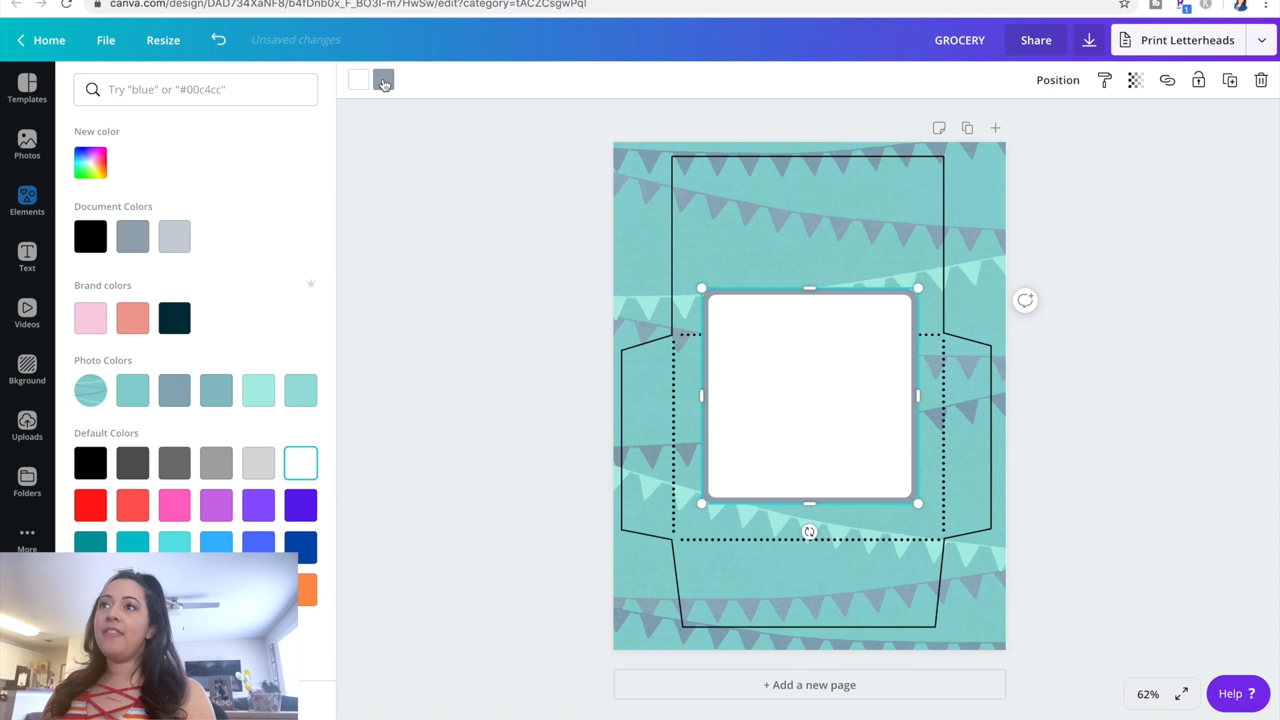 canva.com/design/DAD734XaNF8/b4fDnb0x_F_BO3I-m7HwSw/edit?category=tACZCsgwPqI
Home File Resize Unsaved changes GROCERY Share Print Letterheads
Position
Try "blue" or "#00c4cc"
Templates
New color
Photos
Document Colors
Elements
Text
Brand colors
Videos
Photo Colors
Bkground
Default Colors
Uploads
Folders
More
+ Add a new page
62%
Help ?